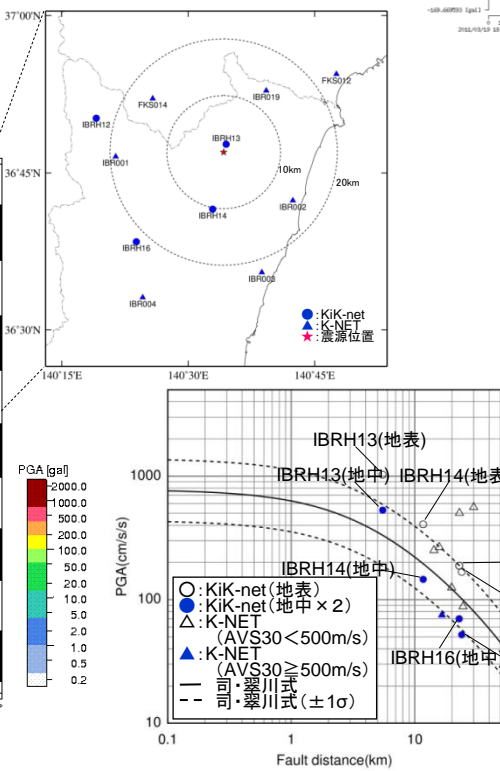 37°00'N
FKS012
IBR019
FKS014
IBRH12
IBRH13
IBR001
10km
36°45'N
20km
IBR002
IBRH14
IBRH16
IBR003
IBR004
:KiK-net
:K-NET
:震源位置
36°30'N
140°15'E
140°30'E
140°45'E
PGA [gal]
2000.0
1000.0
500.0
200.0
100.0
50.0
20.0
10.0
5.0
2.0
1.0
0.5
0.2
IBRH13(地表)
IBRH13(地中)
IBRH14(地表
1000
PGA(cm/s/s)
IBRH14(地中)
100
:KiK-net(地表)
:KiK-net(地中×2)
:K-NET
(AVS30<500m/s)
:K-NET
(AVS30≧500m/s)
司・翠川式
司・翠川式(±1σ)
IBRH16(地中
10
0.1
1
10
Fault distance(km)